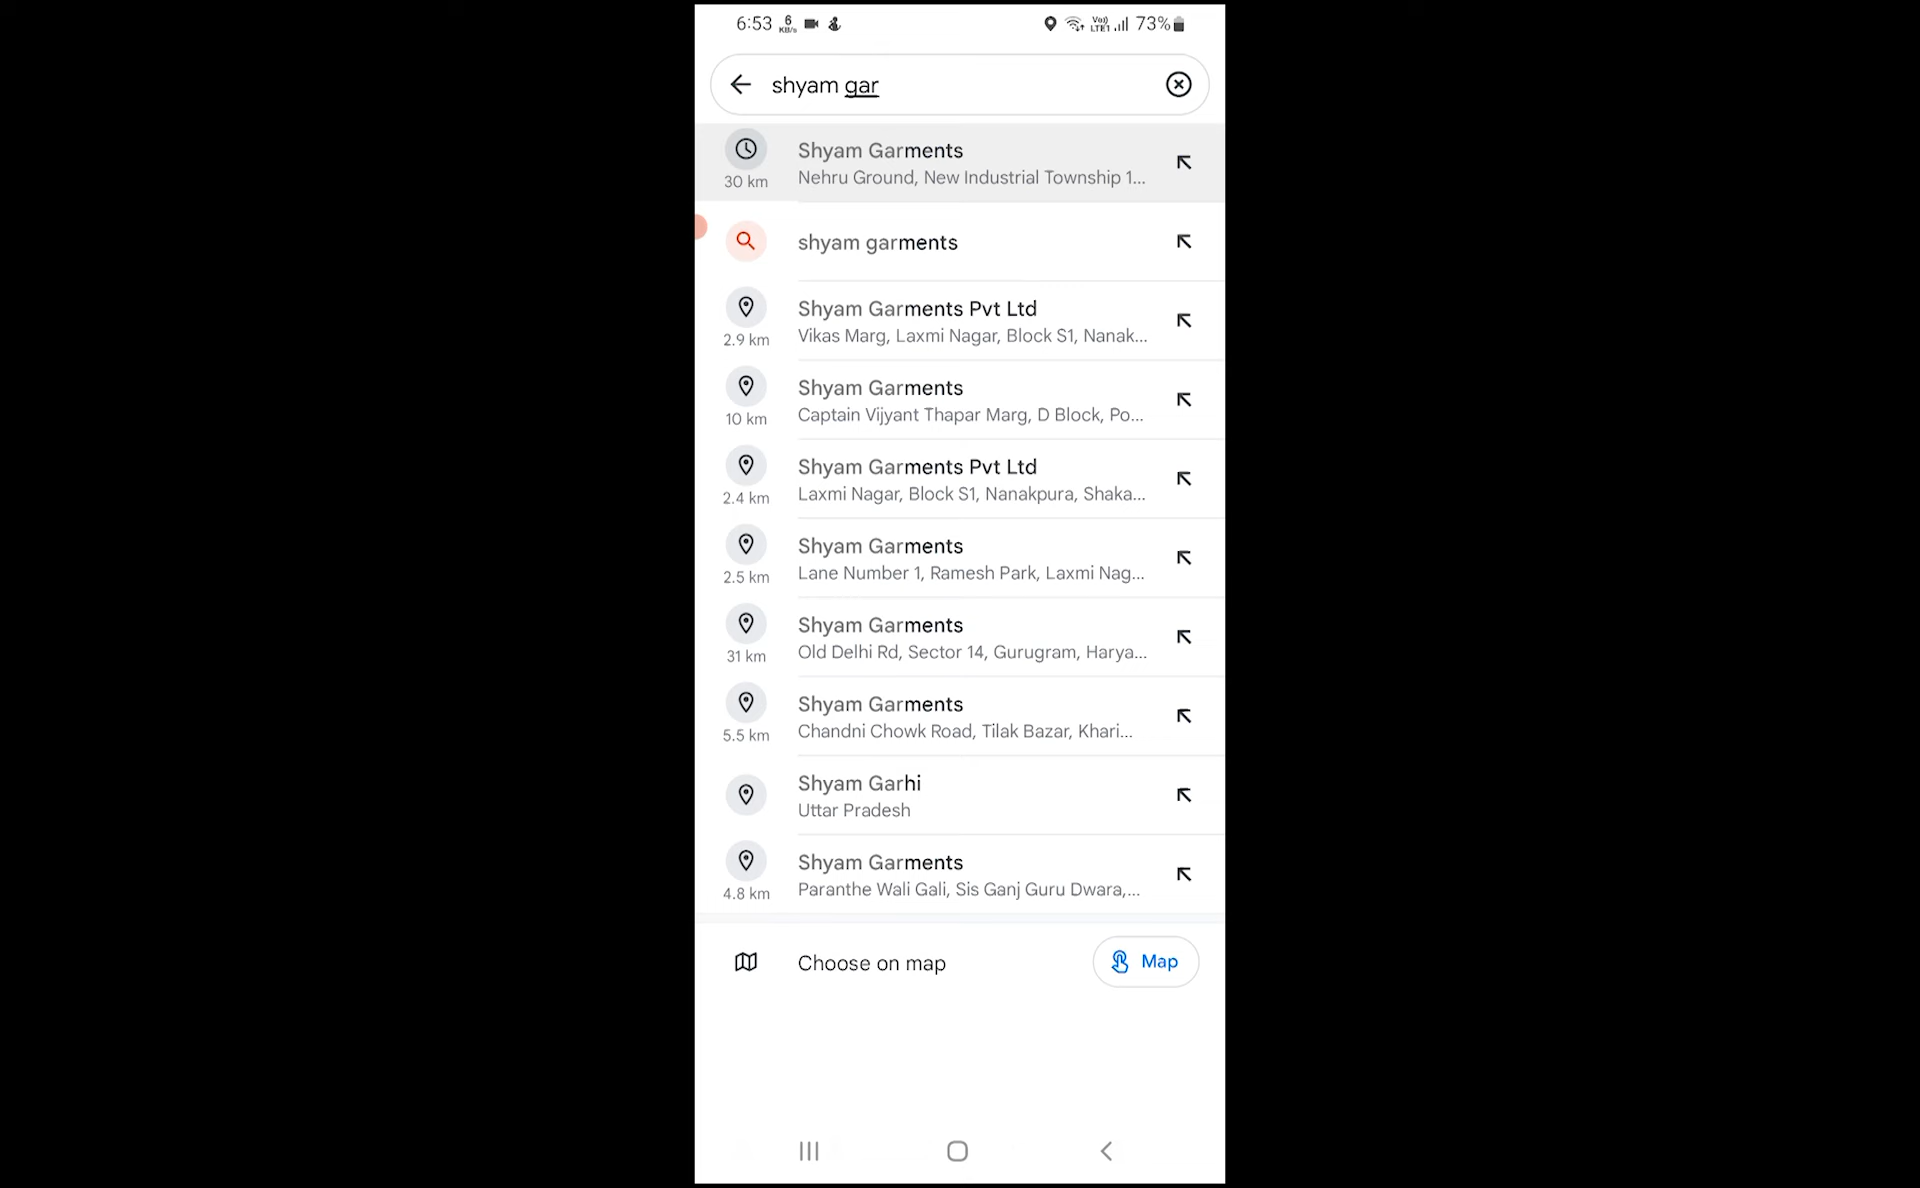 6:53 6 KB/s Vo) LTE1 73%
shyam gar
Shyam Garments
30 km
Nehru Ground, New Industrial Township 1...
shyam garments
Shyam Garments Pvt Ltd
2.9 km
Vikas Marg, Laxmi Nagar, Block S1, Nanak...
Shyam Garments
10 km
Captain Vijyant Thapar Marg, D Block, Po...
Shyam Garments Pvt Ltd
2.4 km
Laxmi Nagar, Block S1, Nanakpura, Shaka...
Shyam Garments
2.5 km
Lane Number 1, Ramesh Park, Laxmi Nag...
Shyam Garments
31 km
Old Delhi Rd, Sector 14, Gurugram, Harya...
Shyam Garments
5.5 km
Chandni Chowk Road, Tilak Bazar, Khari...
Shyam Garhi
Uttar Pradesh
Shyam Garments
4.8 km
Paranthe Wali Gali, Sis Ganj Guru Dwara,...
Choose on map
Map